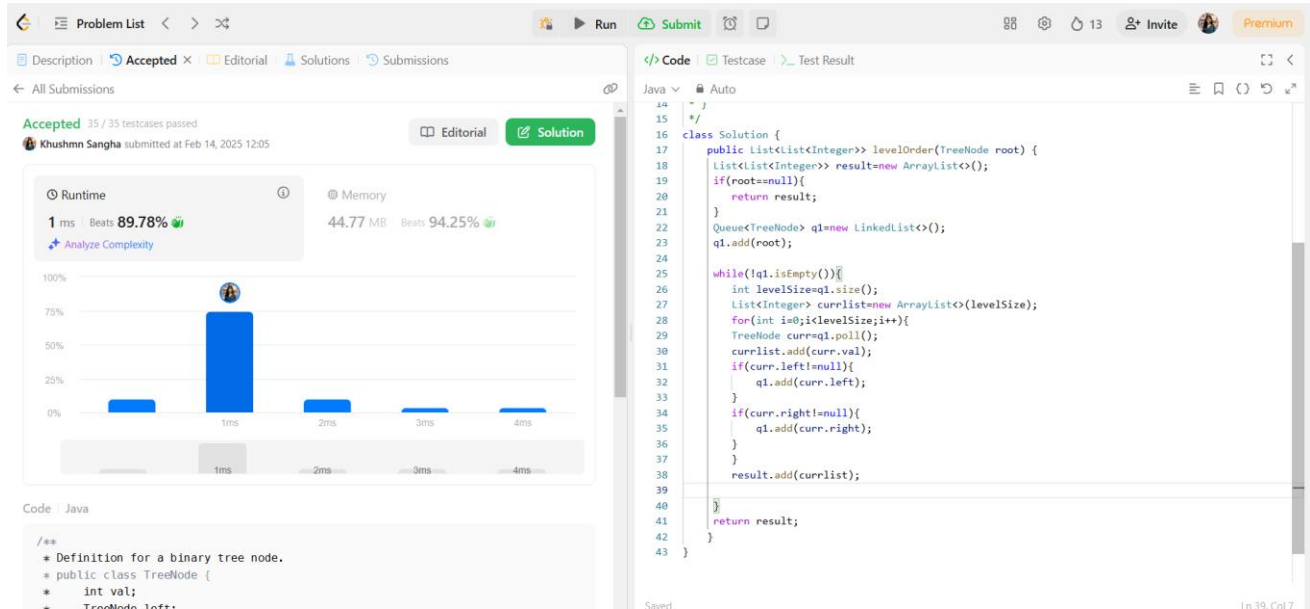 Problem List
Run
Submit
13
Invite
Premium
Description
Accepted
Editorial
Solutions
Submissions
All Submissions
Accepted 35 / 35 testcases passed
Khushmn Sangha submitted at Feb 14, 2025 12:05
Editorial
Solution
Runtime
1 ms Beats 89.78%
Analyze Complexity
Memory
44.77 MB Beats 94.25%
100%
75%
50%
25%
0%
1ms 2ms 3ms 4ms
1ms 2ms 3ms 4ms
Code Java
/**
* Definition for a binary tree node.
* public class TreeNode {
* int val;
* TreeNode left;
</> Code
Testcase
>_ Test Result
Java
Auto
14 * }
15 */
16 class Solution {
17 public List<List<Integer>> levelOrder(TreeNode root) {
18 List<List<Integer>> result=new ArrayList<>();
19 if(root==null){
20 return result;
21 }
22 Queue<TreeNode> q1=new LinkedList<>();
23 q1.add(root);
24
25 while(!q1.isEmpty()){
26 int levelSize=q1.size();
27 List<Integer> currlist=new ArrayList<>(levelSize);
28 for(int i=0;i<levelSize;i++){
29 TreeNode curr=q1.poll();
30 currlist.add(curr.val);
31 if(curr.left!=null){
32 q1.add(curr.left);
33 }
34 if(curr.right!=null){
35 q1.add(curr.right);
36 }
37 }
38 result.add(currlist);
39
40 }
41 return result;
42 }
43 }
Saved
Ln 39, Col 7